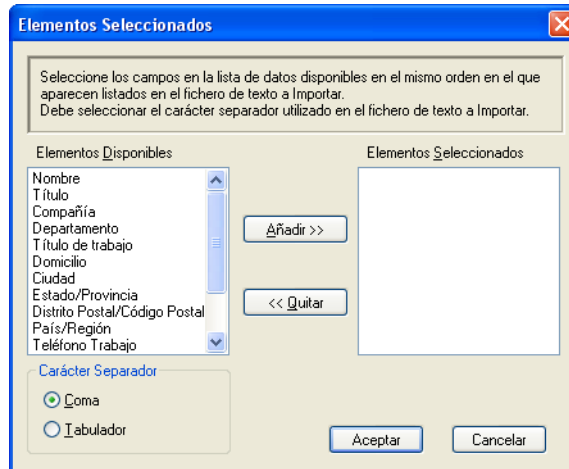 Elementos Seleccionados
Seleccione los campos en la lista de datos disponibles en el mismo orden en el que
aparecen listados en el fichero de texto a Importar.
Debe seleccionar el carácter separador utilizado en el fichero de texto a Importar.
Elementos Disponibles
Elementos Seleccionados
Nombre
Título
Compañía
Departamento
Título de trabajo
Domicilio
Ciudad
Estado/Provincia
Distrito Postal/Código Postal
País/Región
Teléfono Trabajo
Añadir >>
<< Quitar
Carácter Separador
Coma
Tabulador
Aceptar
Cancelar